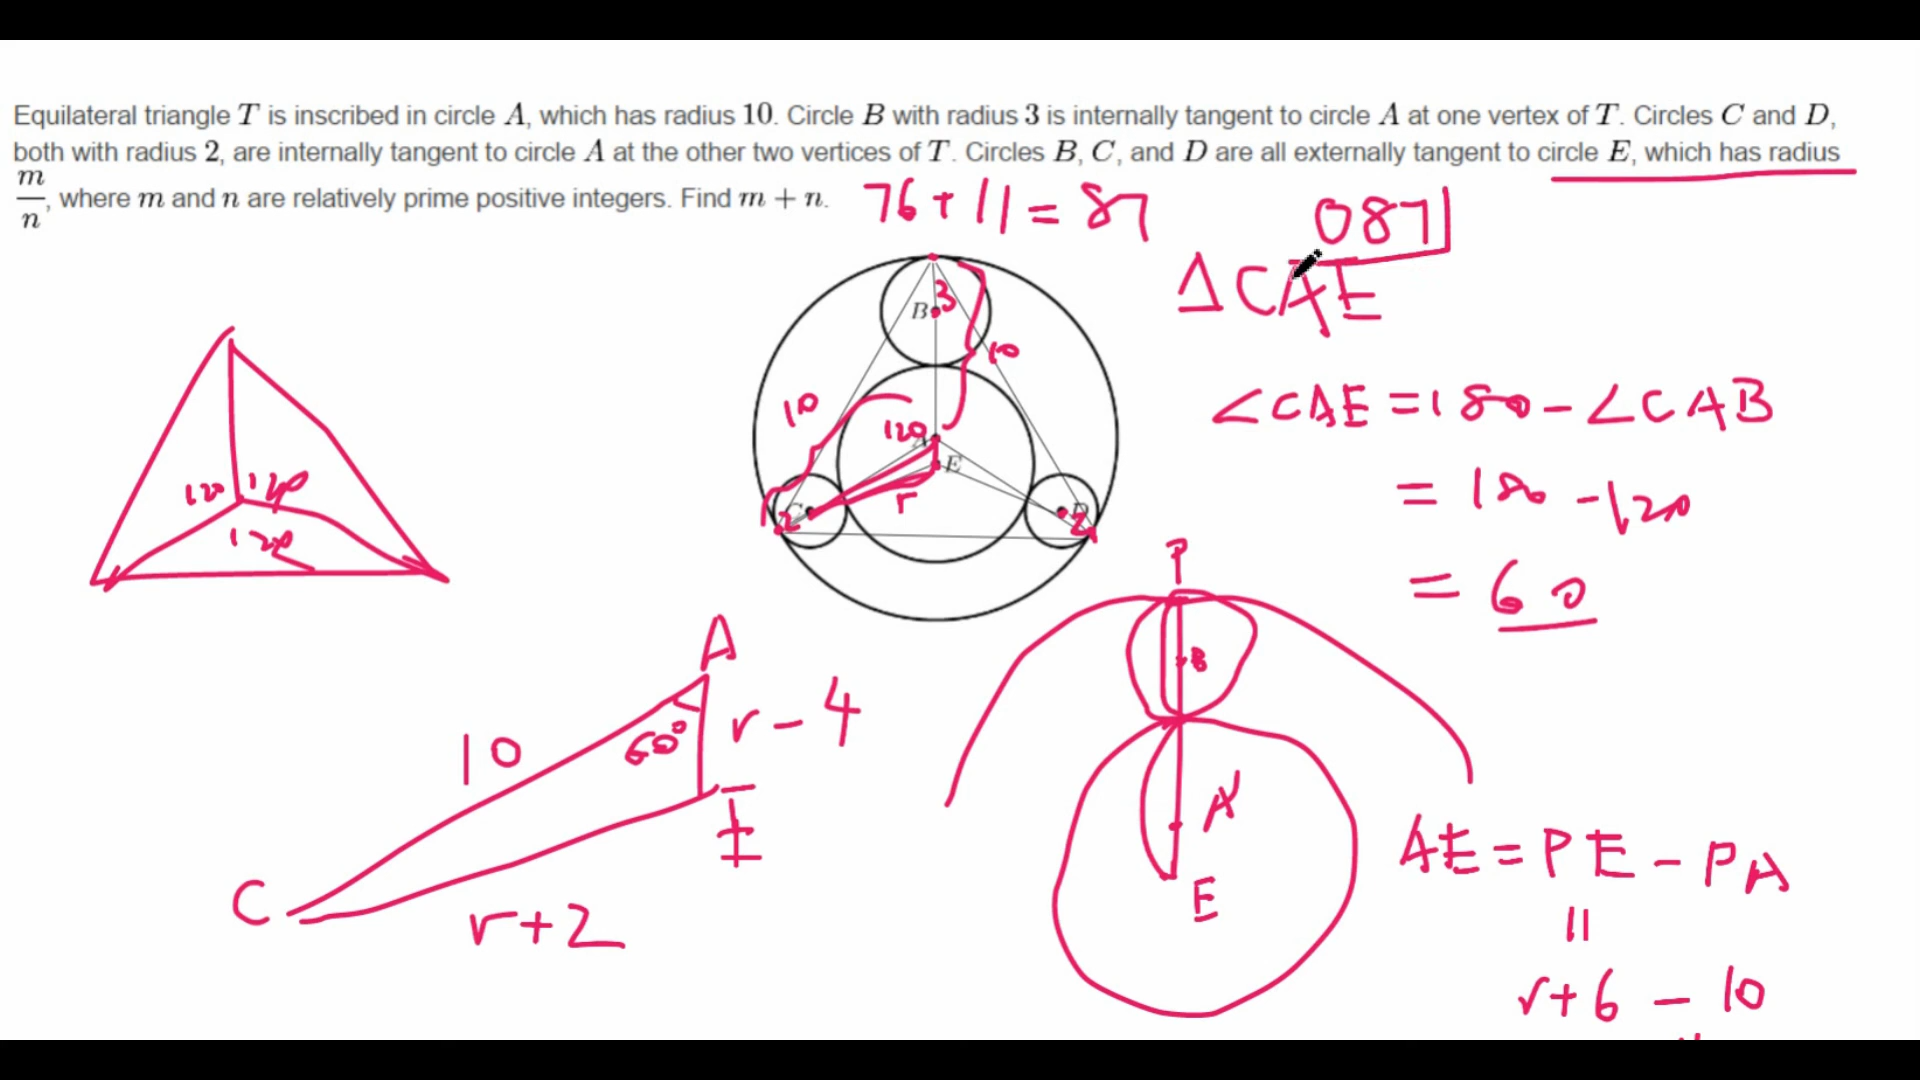 Equilateral triangle T is inscribed in circle A, which has radius 10. Circle B with radius 3 is internally tangent to circle A at one vertex of T. Circles C and D,
both with radius 2, are internally tangent to circle A at the other two vertices of T. Circles B, C, and D are all externally tangent to circle E, which has radius
m/n, where m and n are relatively prime positive integers. Find m + n.
76+11=87
087
ΔCAE
3
B
10
10
∠CAE=180-∠CAB
120
A
E
120
r
C
2
D
2
=180-120
120
P
=60
B
A
10
60°
r-4
A
E
AE=PE-PA
E
C
r+2
||
r+6-10